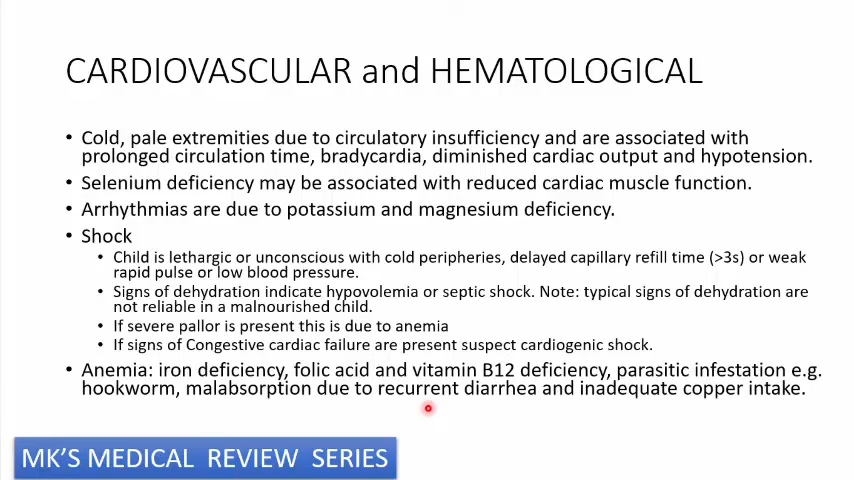 CARDIOVASCULAR and HEMATOLOGICAL
• Cold, pale extremities due to circulatory insufficiency and are associated with
prolonged circulation time, bradycardia, diminished cardiac output and hypotension.
• Selenium deficiency may be associated with reduced cardiac muscle function.
• Arrhythmias are due to potassium and magnesium deficiency.
• Shock
• Child is lethargic or unconscious with cold peripheries, delayed capillary refill time (>3s) or weak
rapid pulse or low blood pressure.
• Signs of dehydration indicate hypovolemia or septic shock. Note: typical signs of dehydration are
not reliable in a malnourished child.
• If severe pallor is present this is due to anemia
• If signs of Congestive cardiac failure are present suspect cardiogenic shock.
• Anemia: iron deficiency, folic acid and vitamin B12 deficiency, parasitic infestation e.g.
hookworm, malabsorption due to recurrent diarrhea and inadequate copper intake.
MK'S MEDICAL REVIEW SERIES